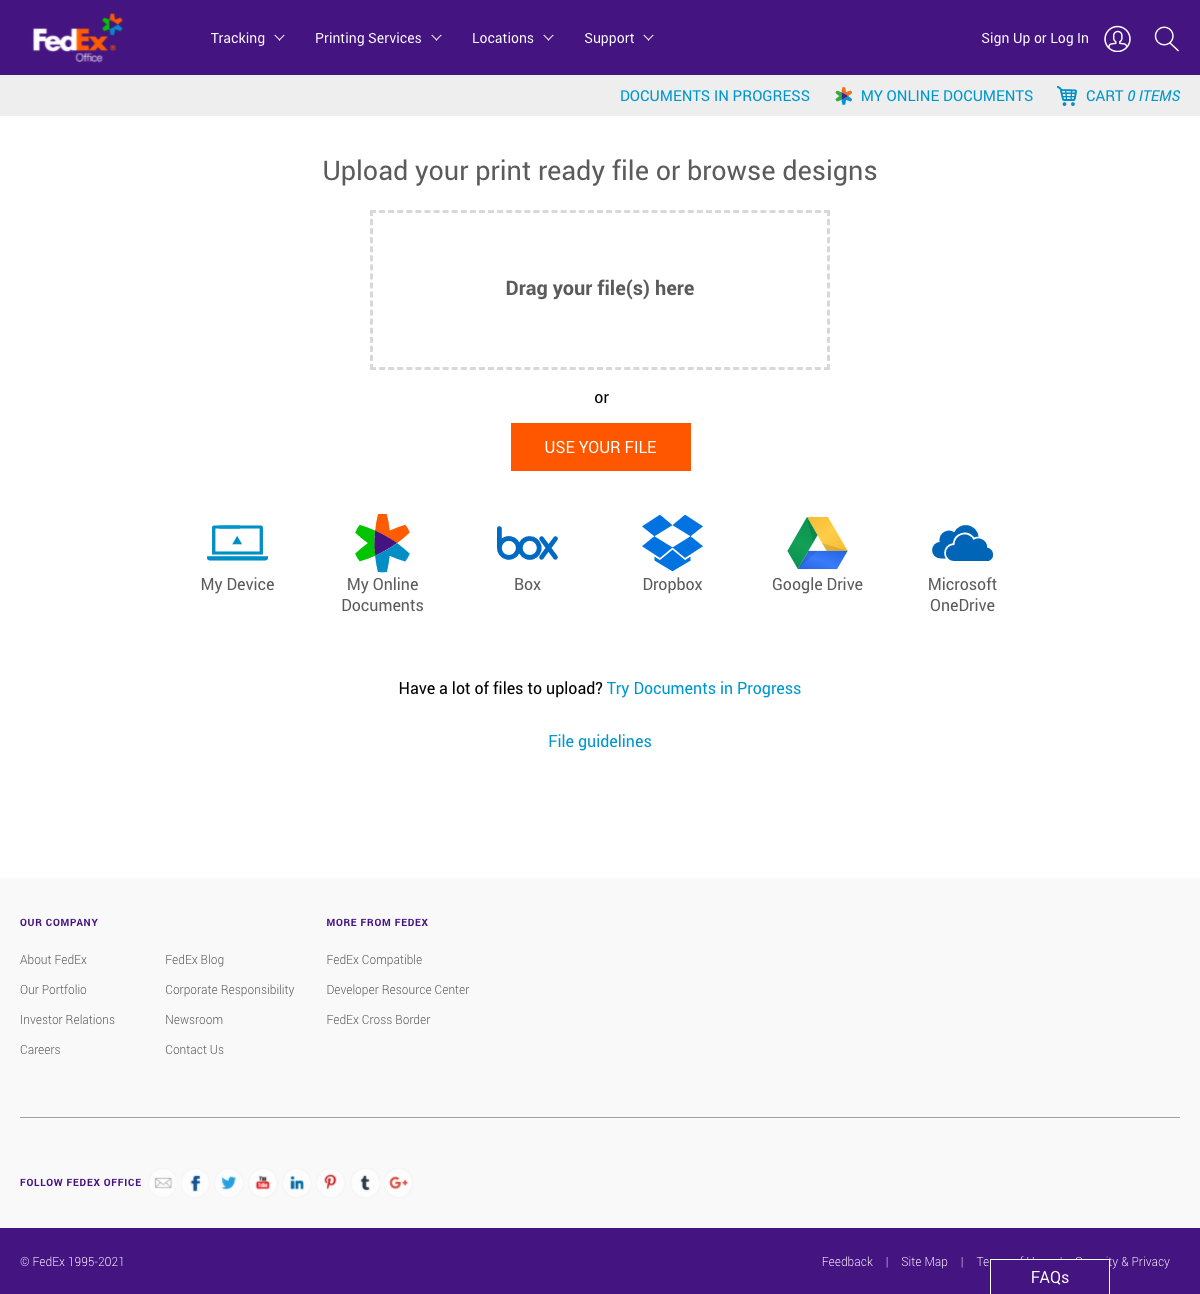 FedEx
Office
Tracking
Printing Services
Locations
Support
Sign Up or Log In
DOCUMENTS IN PROGRESS
MY ONLINE DOCUMENTS
CART 0 ITEMS
Upload your print ready file or browse designs
Drag your file(s) here
or
USE YOUR FILE
My Device
My Online
Documents
box
Box
Dropbox
Google Drive
Microsoft
OneDrive
Have a lot of files to upload? Try Documents in Progress
File guidelines
OUR COMPANY
About FedEx
Our Portfolio
Investor Relations
Careers
FedEx Blog
Corporate Responsibility
Newsroom
Contact Us
MORE FROM FEDEX
FedEx Compatible
Developer Resource Center
FedEx Cross Border
FOLLOW FEDEX OFFICE
© FedEx 1995-2021
Feedback | Site Map | & Privacy
FAQs